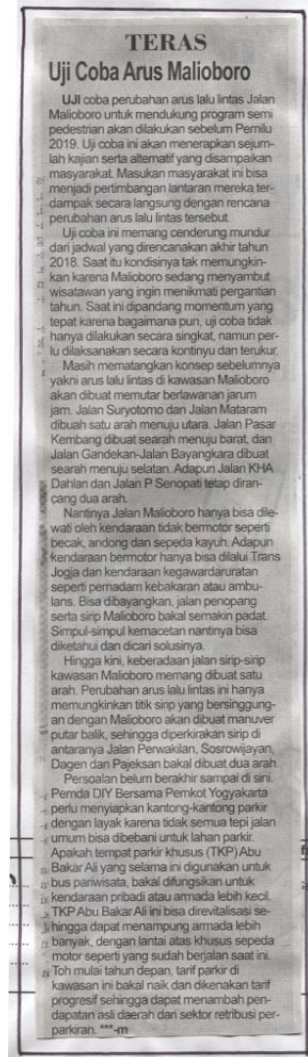 TERAS
Uji Coba Arus Malioboro
UJI coba perubahan arus lalu lintas Jalan
Malioboro untuk mendukung program semi
pedestrian akan dilakukan sebelum Pemilu
2019. Uji coba ini akan menerapkan sejum-
lah kajian serta alternatif yang disampaikan
masyarakat. Masukan masyarakat ini bisa
menjadi pertimbangan lantaran mereka ter-
dampak secara langsung dengan rencana
perubahan arus lalu lintas tersebut.
Uji coba ini memang cenderung mundur
dari jadwal yang direncanakan akhir tahun
2018. Saat itu kondisinya tak memungkin-
kan karena Malioboro sedang menyambut
wisatawan yang ingin menikmati pergantian
tahun. Saat ini dipandang momentum yang
tepat karena bagaimana pun, uji coba tidak
hanya dilakukan secara singkat, namun per-
lu dilaksanakan secara kontinyu dan terukur.
Masih mematangkan konsep sebelumnya
yakni arus lalu lintas di kawasan Malioboro
akan dibuat memutar berlawanan jarum
jam. Jalan Suryotomo dan Jalan Mataram
dibuah satu arah menuju utara. Jalan Pasar
Kembang dibuat searah menuju barat, dan
Jalan Gandekan-Jalan Bayangkara dibuat
searah menuju selatan. Adapun Jalan KHA
Dahlan dan Jalan P Senopati tetap diran-
cang dua arah.
Nantinya Jalan Malioboro hanya bisa dile-
wati oleh kendaraan tidak bermotor seperti
becak, andong dan sepeda kayuh. Adapun
kendaraan bermotor hanya bisa dilalui Trans
Jogja dan kendaraan kegawardaruratan
seperti pemadam kebakaran atau ambu-
lans. Bisa dibayangkan, jalan penopang
serta sirip Malioboro bakal semakin padat.
Simpul-simpul kemacetan nantinya bisa
diketahui dan dicari solusinya.
Hingga kini, keberadaan jalan sirip-sirip
kawasan Malioboro memang dibuat satu
arah. Perubahan arus lalu lintas ini hanya
memungkinkan titik sirip yang bersinggung-
an dengan Malioboro akan dibuat manuver
putar balik, sehingga diperkirakan sirip di
antaranya Jalan Perwakilan, Sosrowijayan,
Dagen dan Pajeksan bakal dibuat dua arah.
Persoalan belum berakhir sampai di sini.
Pemda DIY Bersama Pemkot Yogyakarta
perlu menyiapkan kantong-kantong parkir
dengan layak karena tidak semua tepi jalan
umum bisa dibebani untuk lahan parkir.
Apakah tempat parkir khusus (TKP) Abu
Bakar Ali yang selama ini digunakan untuk
bus pariwisata, bakal difungsikan untuk
kendaraan pribadi atau armada lebih kecil.
TKP Abu Bakar Ali ini bisa direvitalisasi se-
hingga dapat menampung armada lebih
banyak, dengan lantai atas khusus sepeda
motor seperti yang sudah berjalan saat ini.
Toh mulai tahun depan, tarif parkir di
kawasan ini bakal naik dan dikenakan tarif
progresif sehingga dapat menambah pen-
dapatan asli daerah dari sektor retribusi per-
parkiran. ***-m